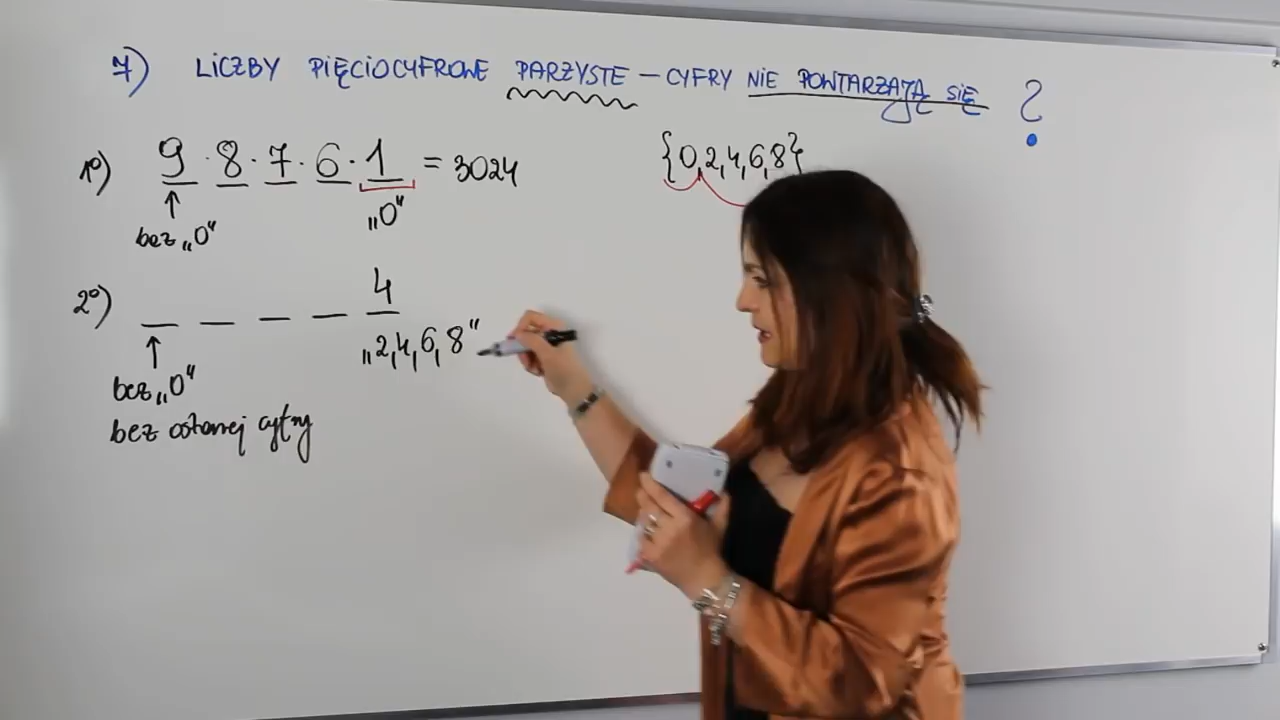 7) LICZBY PIĘCIOCYFROWE PARZYSTE – CYFRY NIE POWTARZAJĄ SIĘ ?
1°) 9 · 8 · 7 · 6 · 1 = 3024 {0,2,4,6,8}
bez „0" „0"
2°) _ _ _ _ 4
„2,4,6,8"
bez „0"
bez ostatniej cyfry